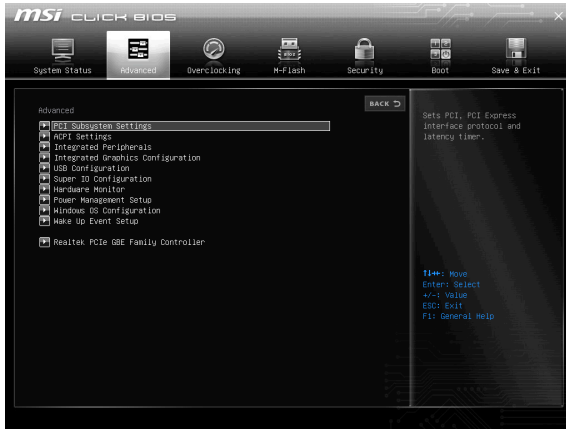 msi CLICK BIOS
System Status Advanced Overclocking M-Flash Security Boot Save & Exit
BACK
Advanced
PCI Subsystem Settings
ACPI Settings
Integrated Peripherals
Integrated Graphics Configuration
USB Configuration
Super IO Configuration
Hardware Monitor
Power Management Setup
Windows OS Configuration
Wake Up Event Setup
Realtek PCIe GBE Family Controller
Sets PCI, PCI Express
interface protocol and
latency timer.
↑↓→←: Move
Enter: Select
+/-: Value
ESC: Exit
F1: General Help